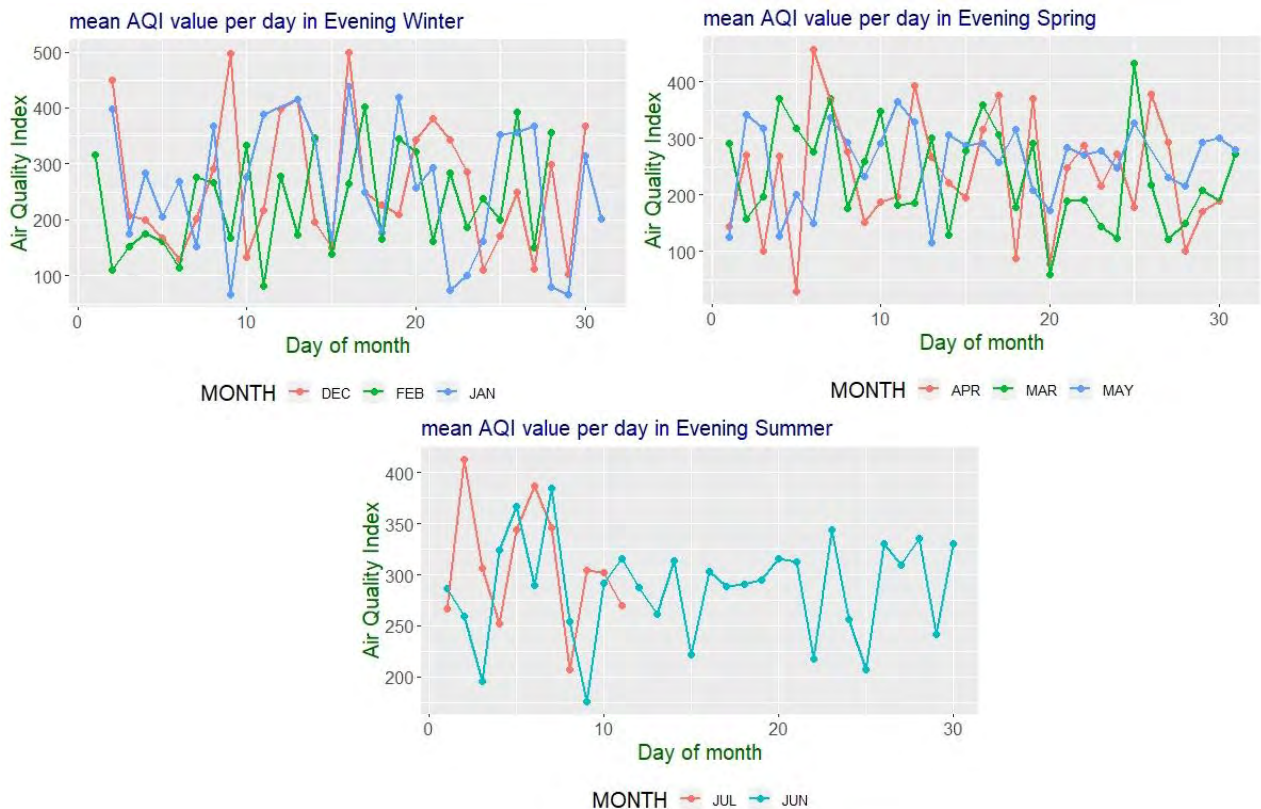 mean AQI value per day in Evening Winter
Air Quality Index
500
400
300
200
100
0 10 20 30
Day of month
MONTH DEC FEB JAN
mean AQI value per day in Evening Spring
Air Quality Index
400
300
200
100
0 10 20 30
Day of month
MONTH APR MAR MAY
mean AQI value per day in Evening Summer
Air Quality Index
400
350
300
250
200
0 10 20 30
Day of month
MONTH JUL JUN